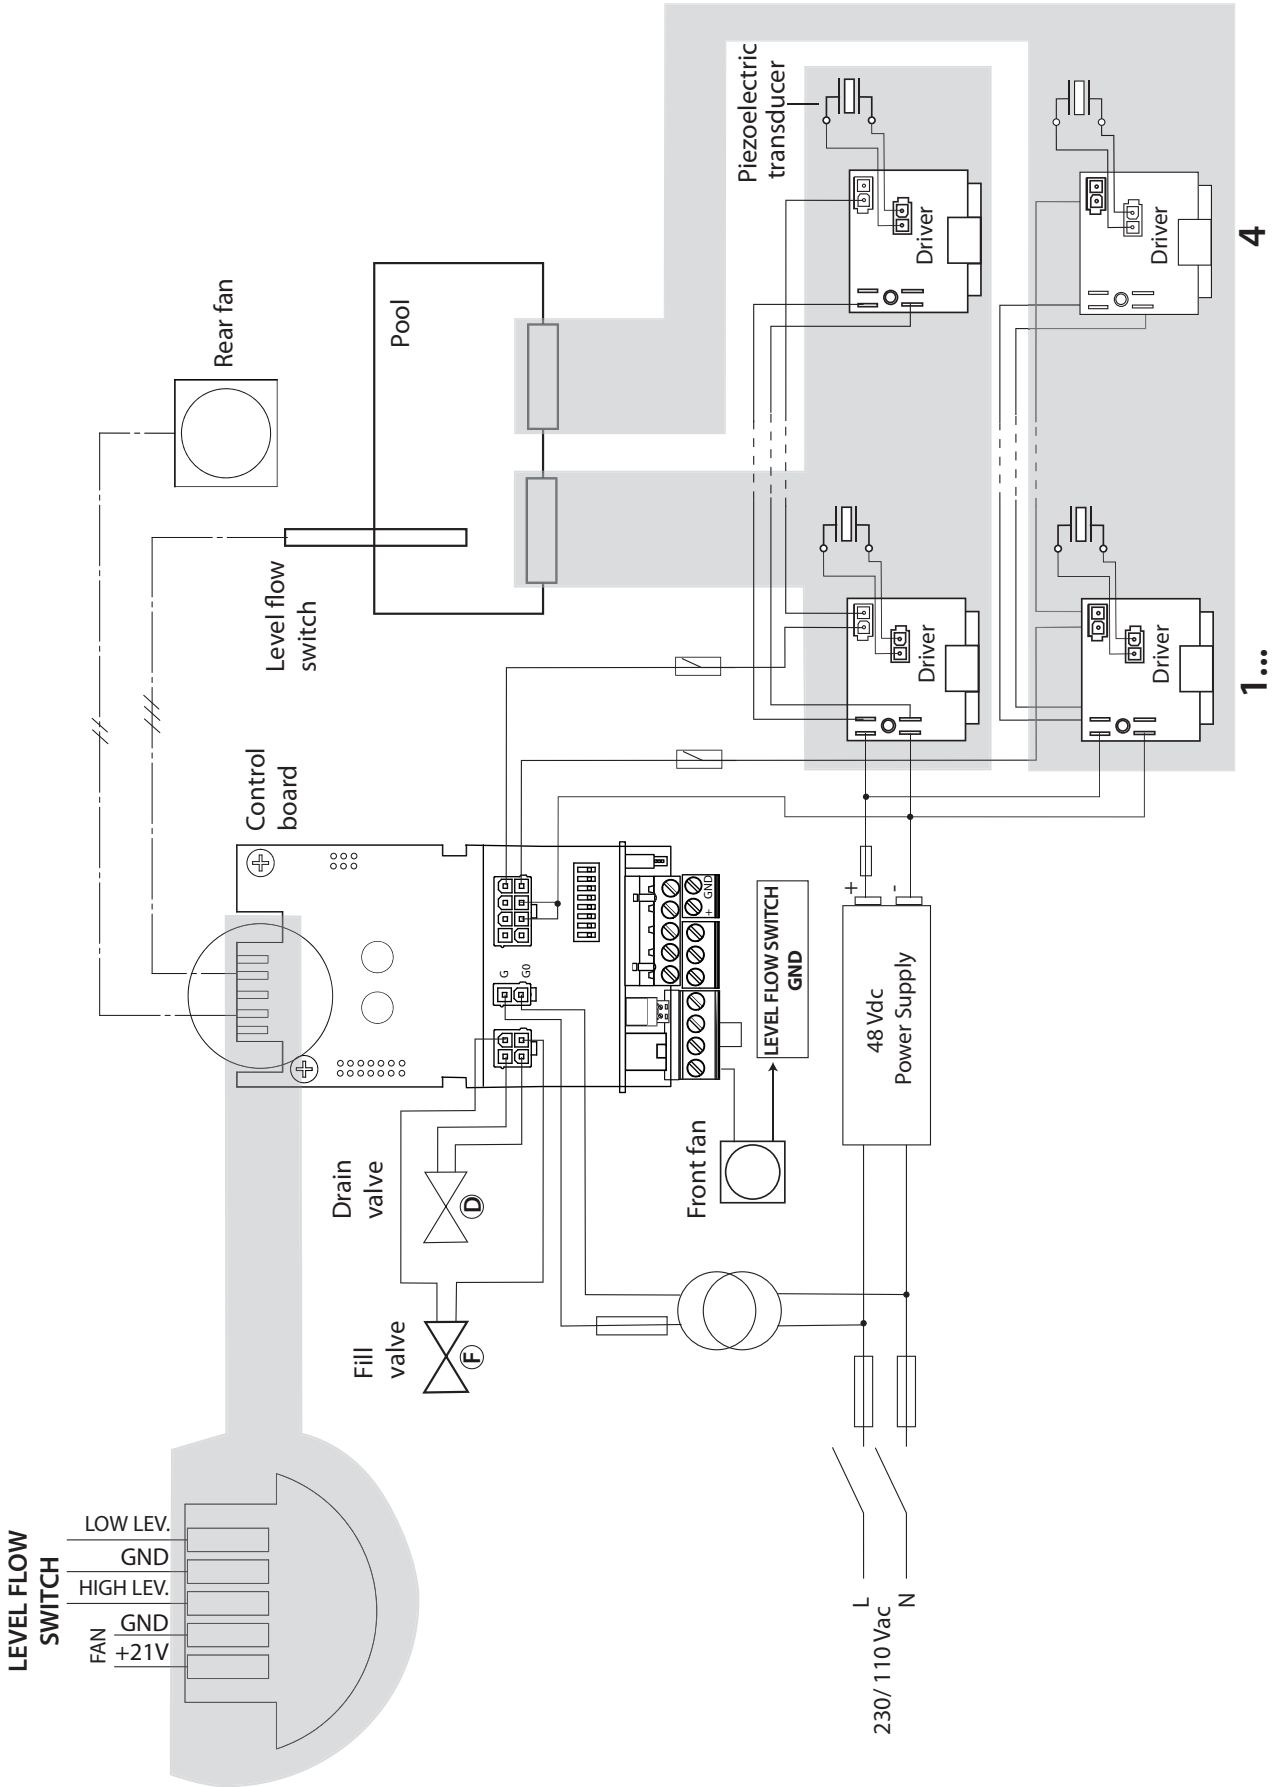 LEVEL FLOW
SWITCH
LOW LEV.
GND
HIGH LEV.
GND
FAN
+21V
Rear fan
Level flow
switch
Pool
Piezoelectric
transducer
Control
board
G
G0
Drain
valve
D
Fill
valve
F
Front fan
+ GND
LEVEL FLOW SWITCH
GND
+
-
48 Vdc
Power Supply
L
N
230/ 110 Vac
Driver
Driver
Driver
Driver
1...
4